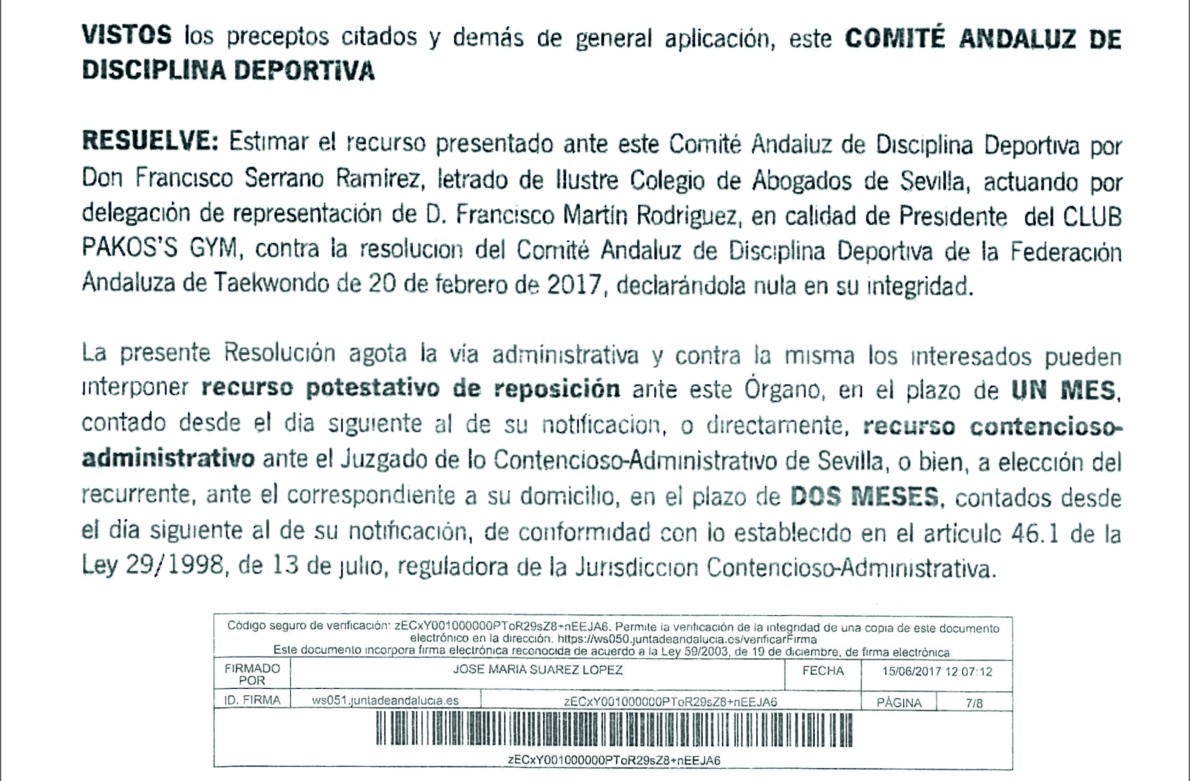 VISTOS los preceptos citados y demás de general aplicación, este COMITÉ ANDALUZ DE
DISCIPLINA DEPORTIVA
RESUELVE: Estimar el recurso presentado ante este Comité Andaluz de Disciplina Deportiva por
Don Francisco Serrano Ramirez, letrado de Ilustre Colegio de Abogados de Sevilla, actuando por
delegación de representación de D. Francisco Martín Rodriguez, en calidad de Presidente del CLUB
PAKOS'S GYM, contra la resolucion del Comité Andaluz de Disciplina Deportiva de la Federación
Andaluza de Taekwondo de 20 de febrero de 2017, declarándola nula en su integridad.
La presente Resolución agota la vía administrativa y contra la misma los interesados pueden
interponer recurso potestativo de reposición ante este Órgano, en el plazo de UN MES,
contado desde el dia siguiente al de su notificacion, o directamente, recurso contencioso-
administrativo ante el Juzgado de lo Contencioso-Administrativo de Sevilla, o bien, a elección del
recurrente, ante el correspondiente a su domicilio, en el plazo de DOS MESES, contados desde
el día siguiente al de su notificación, de conformidad con lo establecido en el articulo 46.1 de la
Ley 29/1998, de 13 de julio, reguladora de la Jurisdiccion Contencioso-Administrativa.
Código seguro de verificación: zECxY001000000PToR29sZ8+nEEJA6. Permite la verificación de la integridad de una copia de este documento
electrónico en la dirección: https://ws050.juntadeandalucia.es/verificarFirma
Este documento incorpora firma electrónica reconocida de acuerdo a la Ley 59/2003, de 19 de diciembre, de firma electrónica
FIRMADO POR JOSE MARIA SUAREZ LOPEZ FECHA 15/06/2017 12 07:12
ID. FIRMA ws051.juntadeandalucia.es zECxY001000000PToR29sZ8+nEEJA6 PÁGINA 7/8
zECxY001000000PToR29sZ8+nEEJA6